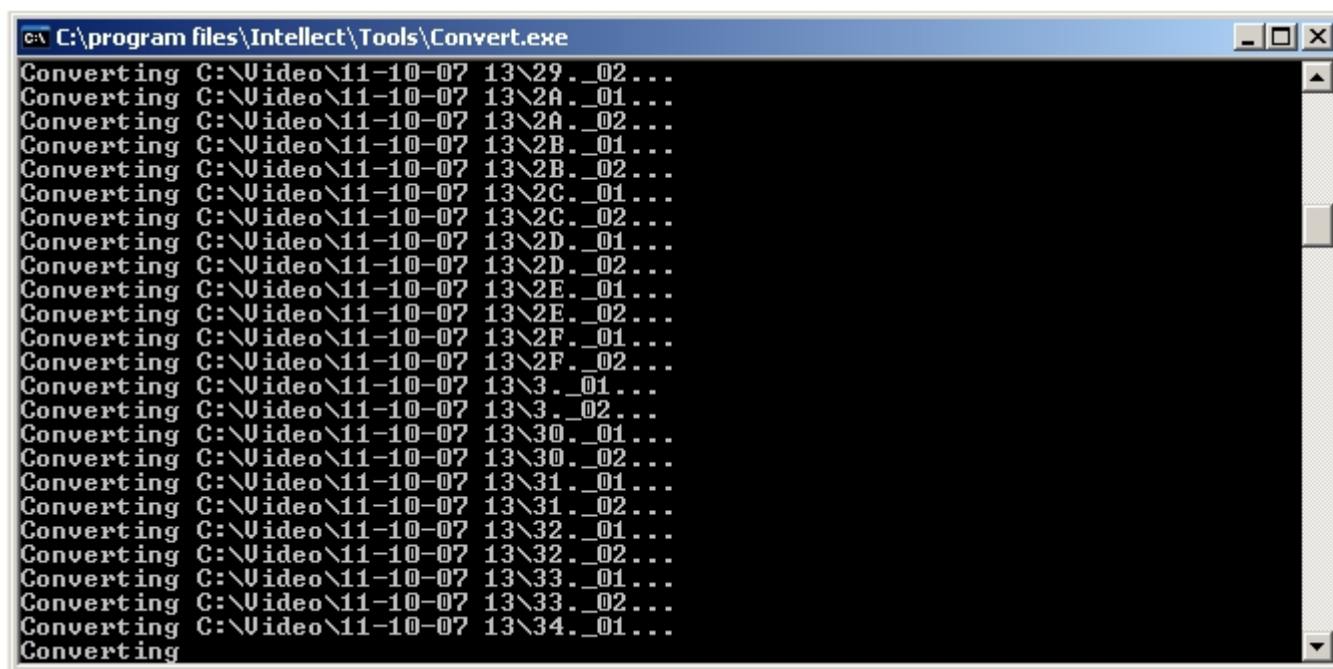 C:\program files\Intellect\Tools\Convert.exe
Converting C:\Video\11-10-07 13\29._02...
Converting C:\Video\11-10-07 13\2A._01...
Converting C:\Video\11-10-07 13\2A._02...
Converting C:\Video\11-10-07 13\2B._01...
Converting C:\Video\11-10-07 13\2B._02...
Converting C:\Video\11-10-07 13\2C._01...
Converting C:\Video\11-10-07 13\2C._02...
Converting C:\Video\11-10-07 13\2D._01...
Converting C:\Video\11-10-07 13\2D._02...
Converting C:\Video\11-10-07 13\2E._01...
Converting C:\Video\11-10-07 13\2E._02...
Converting C:\Video\11-10-07 13\2F._01...
Converting C:\Video\11-10-07 13\2F._02...
Converting C:\Video\11-10-07 13\3._01...
Converting C:\Video\11-10-07 13\3._02...
Converting C:\Video\11-10-07 13\30._01...
Converting C:\Video\11-10-07 13\30._02...
Converting C:\Video\11-10-07 13\31._01...
Converting C:\Video\11-10-07 13\31._02...
Converting C:\Video\11-10-07 13\32._01...
Converting C:\Video\11-10-07 13\32._02...
Converting C:\Video\11-10-07 13\33._01...
Converting C:\Video\11-10-07 13\33._02...
Converting C:\Video\11-10-07 13\34._01...
Converting